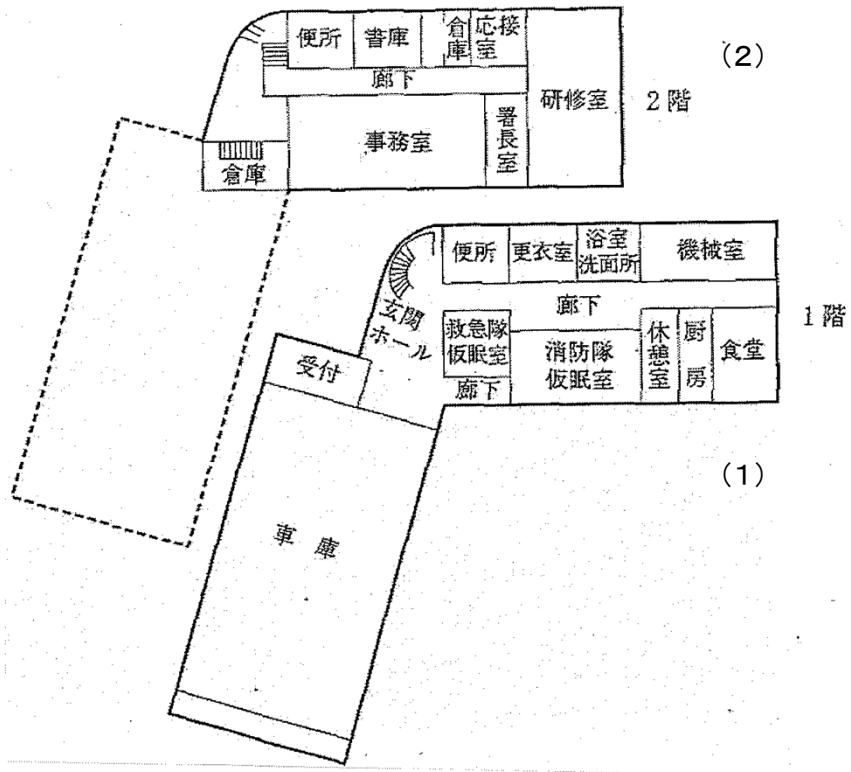 便所
書庫
倉庫
応接室
(2)
廊下
研修室
2階
事務室
署長室
倉庫
便所
更衣室
浴室
洗面所
機械室
廊下
1階
玄関
ホール
救急隊
仮眠室
消防隊
仮眠室
休憩室
厨房
食堂
受付
廊下
(1)
車庫